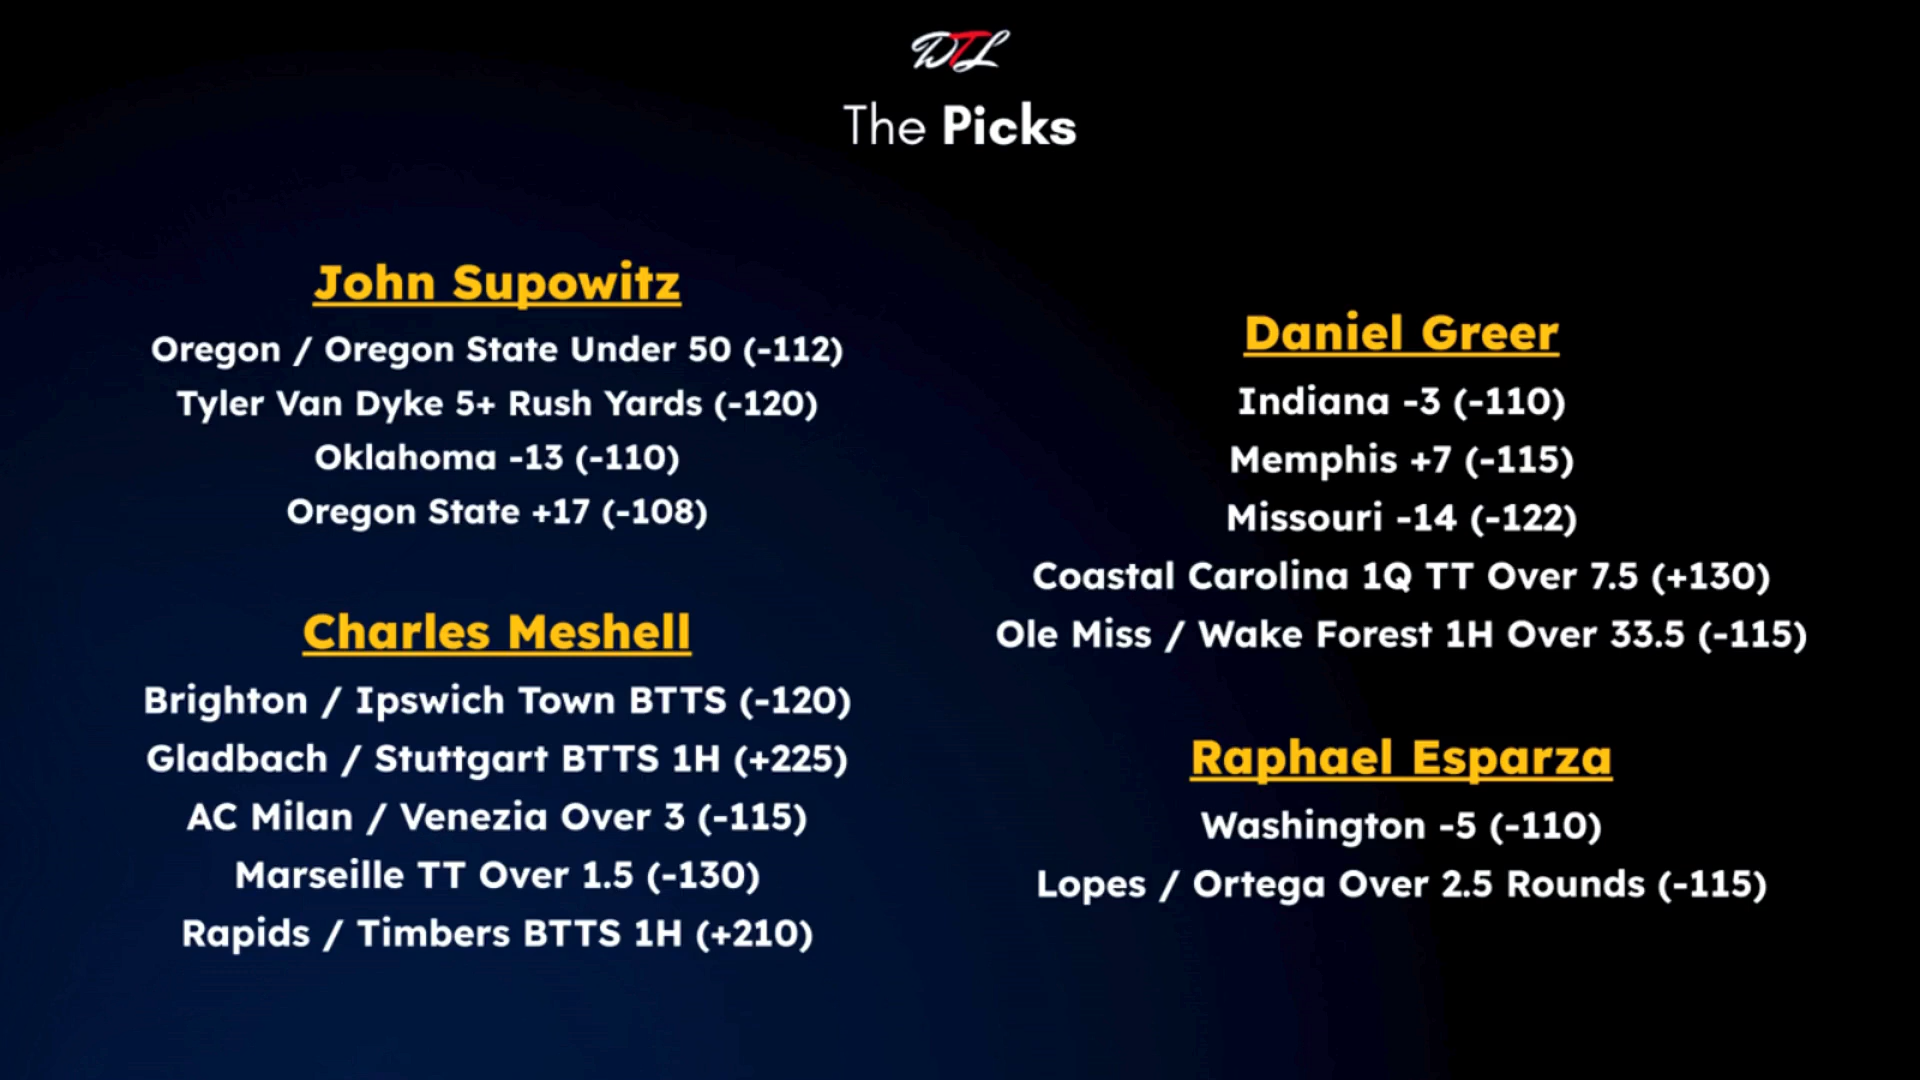 DTL
The Picks
John Supowitz
Oregon / Oregon State Under 50 (-112)
Tyler Van Dyke 5+ Rush Yards (-120)
Oklahoma -13 (-110)
Oregon State +17 (-108)
Charles Meshell
Brighton / Ipswich Town BTTS (-120)
Gladbach / Stuttgart BTTS 1H (+225)
AC Milan / Venezia Over 3 (-115)
Marseille TT Over 1.5 (-130)
Rapids / Timbers BTTS 1H (+210)
Daniel Greer
Indiana -3 (-110)
Memphis +7 (-115)
Missouri -14 (-122)
Coastal Carolina 1Q TT Over 7.5 (+130)
Ole Miss / Wake Forest 1H Over 33.5 (-115)
Raphael Esparza
Washington -5 (-110)
Lopes / Ortega Over 2.5 Rounds (-115)